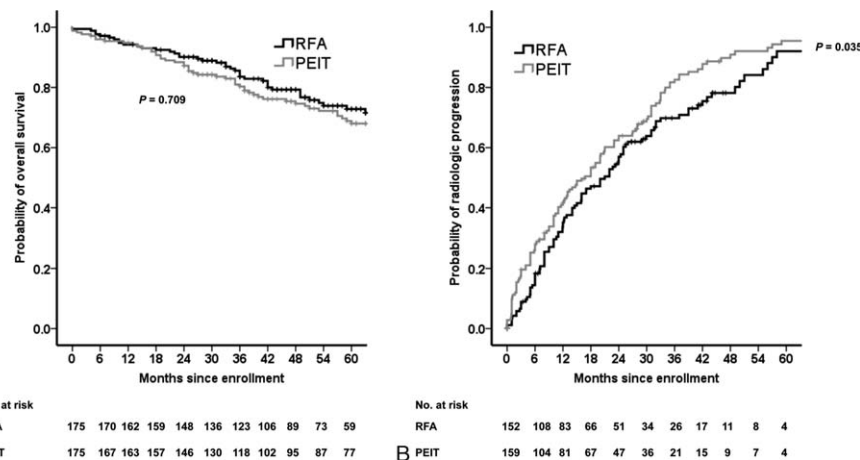 1.0
0.8
0.6
0.4
0.2
0.0
Probability of overall survival
RFA
PEIT
P = 0.709
0 6 12 18 24 30 36 42 48 54 60
Months since enrollment
at risk
175 170 162 159 148 136 123 106 89 73 59
175 167 163 157 146 130 118 102 95 87 77
1.0
0.8
0.6
0.4
0.2
0.0
Probability of radiologic progression
RFA
PEIT
P = 0.035
0 6 12 18 24 30 36 42 48 54 60
Months since enrollment
No. at risk
RFA 152 108 83 66 51 34 26 17 11 8 4
B PEIT 159 104 81 67 47 36 21 15 9 7 4